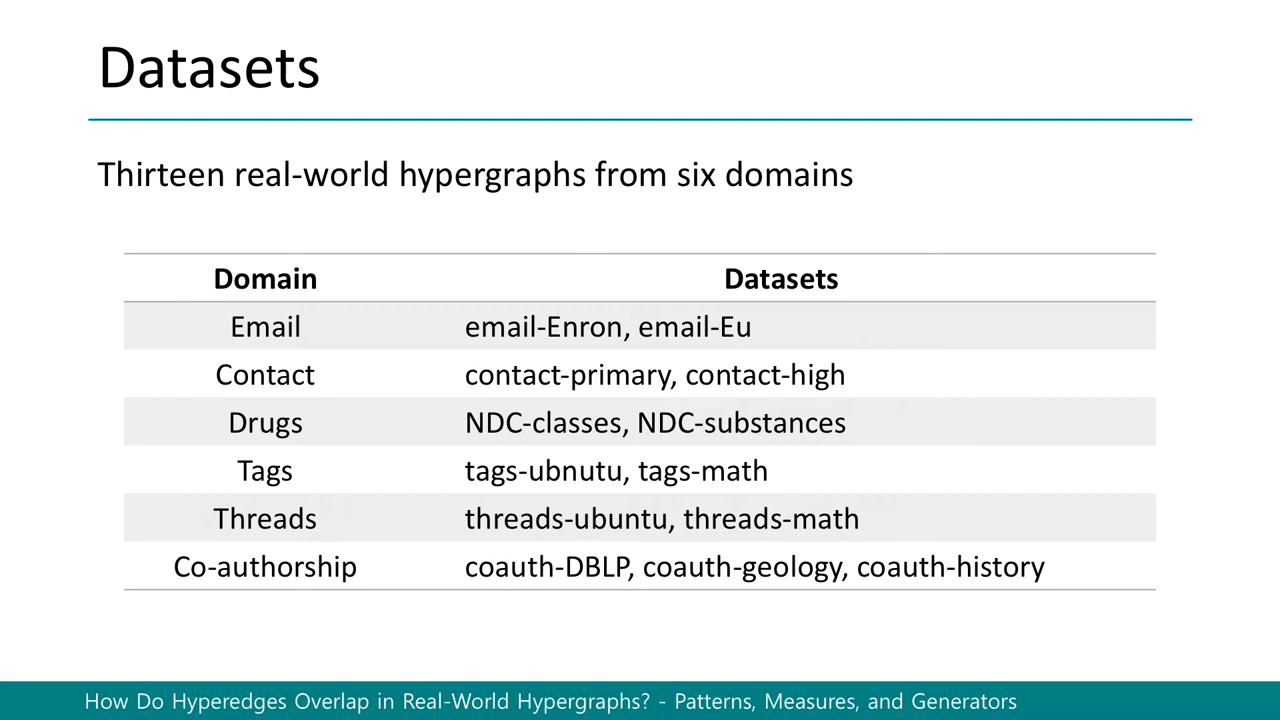 Datasets
Thirteen real-world hypergraphs from six domains
Domain Datasets
Email email-Enron, email-Eu
Contact contact-primary, contact-high
Drugs NDC-classes, NDC-substances
Tags tags-ubnutu, tags-math
Threads threads-ubuntu, threads-math
Co-authorship coauth-DBLP, coauth-geology, coauth-history
How Do Hyperedges Overlap in Real-World Hypergraphs? - Patterns, Measures, and Generators